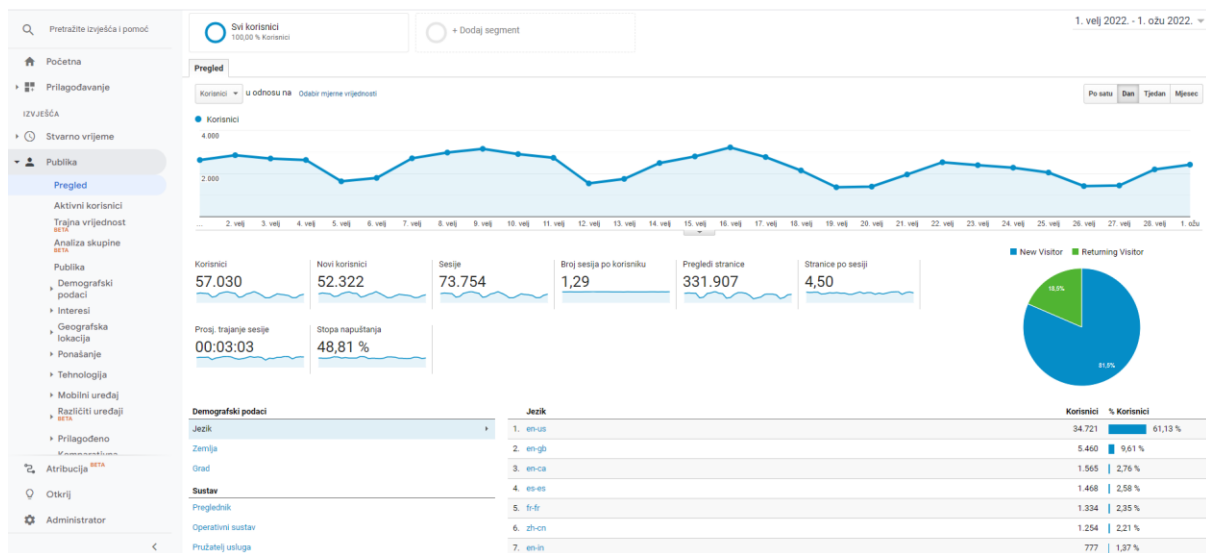 Pretražite izvješća i pomoć
Početna
Prilagođavanje
IZVJEŠĆA
Stvarno vrijeme
Publika
Pregled
Aktivni korisnici
Trajna vrijednost
BETA
Analiza skupine
BETA
Publika
Demografski
podaci
Interesi
Geografska
lokacija
Ponašanje
Tehnologija
Mobilni uređaj
Različiti uređaji
BETA
Prilagođeno
Atribucija BETA
Otkrij
Administrator
Svi korisnici
100,00 % Korisnici
+ Dodaj segment
1. velj 2022. - 1. ožu 2022.
Pregled
Korisnici u odnosu na Odabir mjerne vrijednosti
Po satu Dan Tjedan Mjesec
Korisnici
4.000
2.000
... 2. velj 3. velj 4. velj 5. velj 6. velj 7. velj 8. velj 9. velj 10. velj 11. velj 12. velj 13. velj 14. velj 15. velj 16. velj 17. velj 18. velj 19. velj 20. velj 21. velj 22. velj 23. velj 24. velj 25. velj 26. velj 27. velj 28. velj 1. ožu
New Visitor Returning Visitor
Korisnici Novi korisnici Sesije Broj sesija po korisniku Pregledi stranice Stranice po sesiji
57.030 52.322 73.754 1,29 331.907 4,50
Prosj. trajanje sesije Stopa napuštanja
00:03:03 48,81 %
18,5%
81,5%
Demografski podaci
Jezik
Zemlja
Grad
Sustav
Preglednik
Operativni sustav
Pružatelj usluga
Jezik Korisnici % Korisnici
1. en-us 34.721 61,13 %
2. en-gb 5.460 9,61 %
3. en-ca 1.565 2,76 %
4. es-es 1.468 2,58 %
5. fr-fr 1.334 2,35 %
6. zh-cn 1.254 2,21 %
7. en-in 777 1,37 %